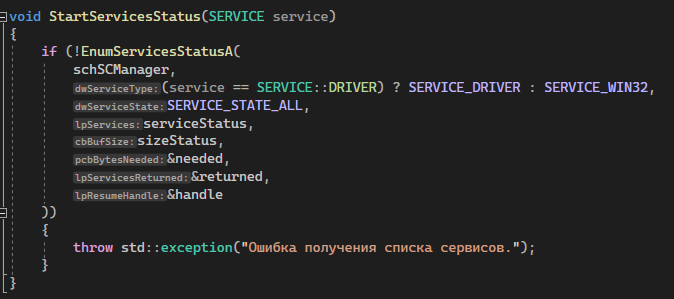 void StartServicesStatus(SERVICE service)
{
if (!EnumServicesStatusA(
schSCManager,
dwServiceType:(service == SERVICE::DRIVER) ? SERVICE_DRIVER : SERVICE_WIN32,
dwServiceState:SERVICE_STATE_ALL,
lpServices:serviceStatus,
cbBufSize:sizeStatus,
pcbBytesNeeded:&needed,
lpServicesReturned:&returned,
lpResumeHandle:&handle
))
{
throw std::exception("Ошибка получения списка сервисов.");
}
}